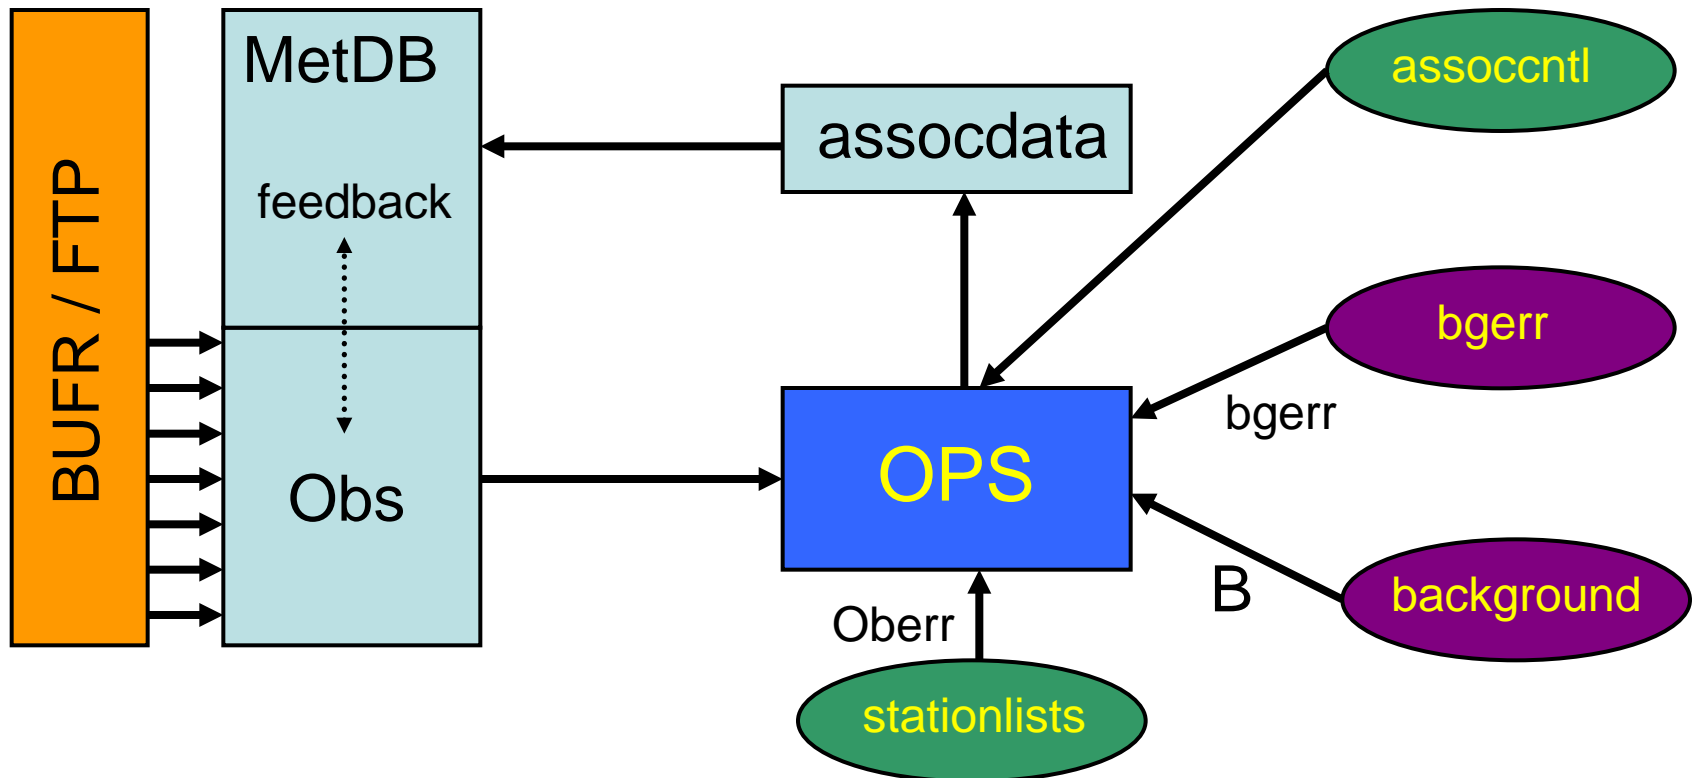 BUFR / FTP
MetDB
feedback
Obs
assocdata
OPS
Oberr
stationlists
assoccntl
bgerr
bgerr
B
background